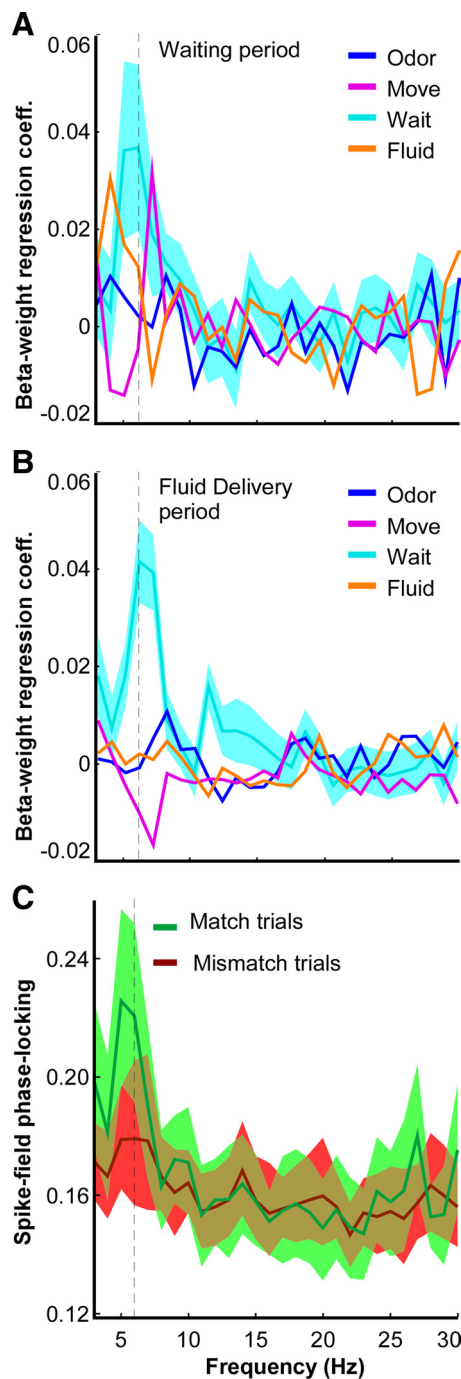 A
Beta-weight regression coeff.
0.06
0.04
0.02
0
-0.02
Waiting period
Odor
Move
Wait
Fluid
B
Beta-weight regression coeff.
0.06
0.04
0.02
0
-0.02
Fluid Delivery
period
Odor
Move
Wait
Fluid
C
Spike-field phase-locking
0.24
0.20
0.16
0.12
Match trials
Mismatch trials
5 10 15 20 25 30
Frequency (Hz)